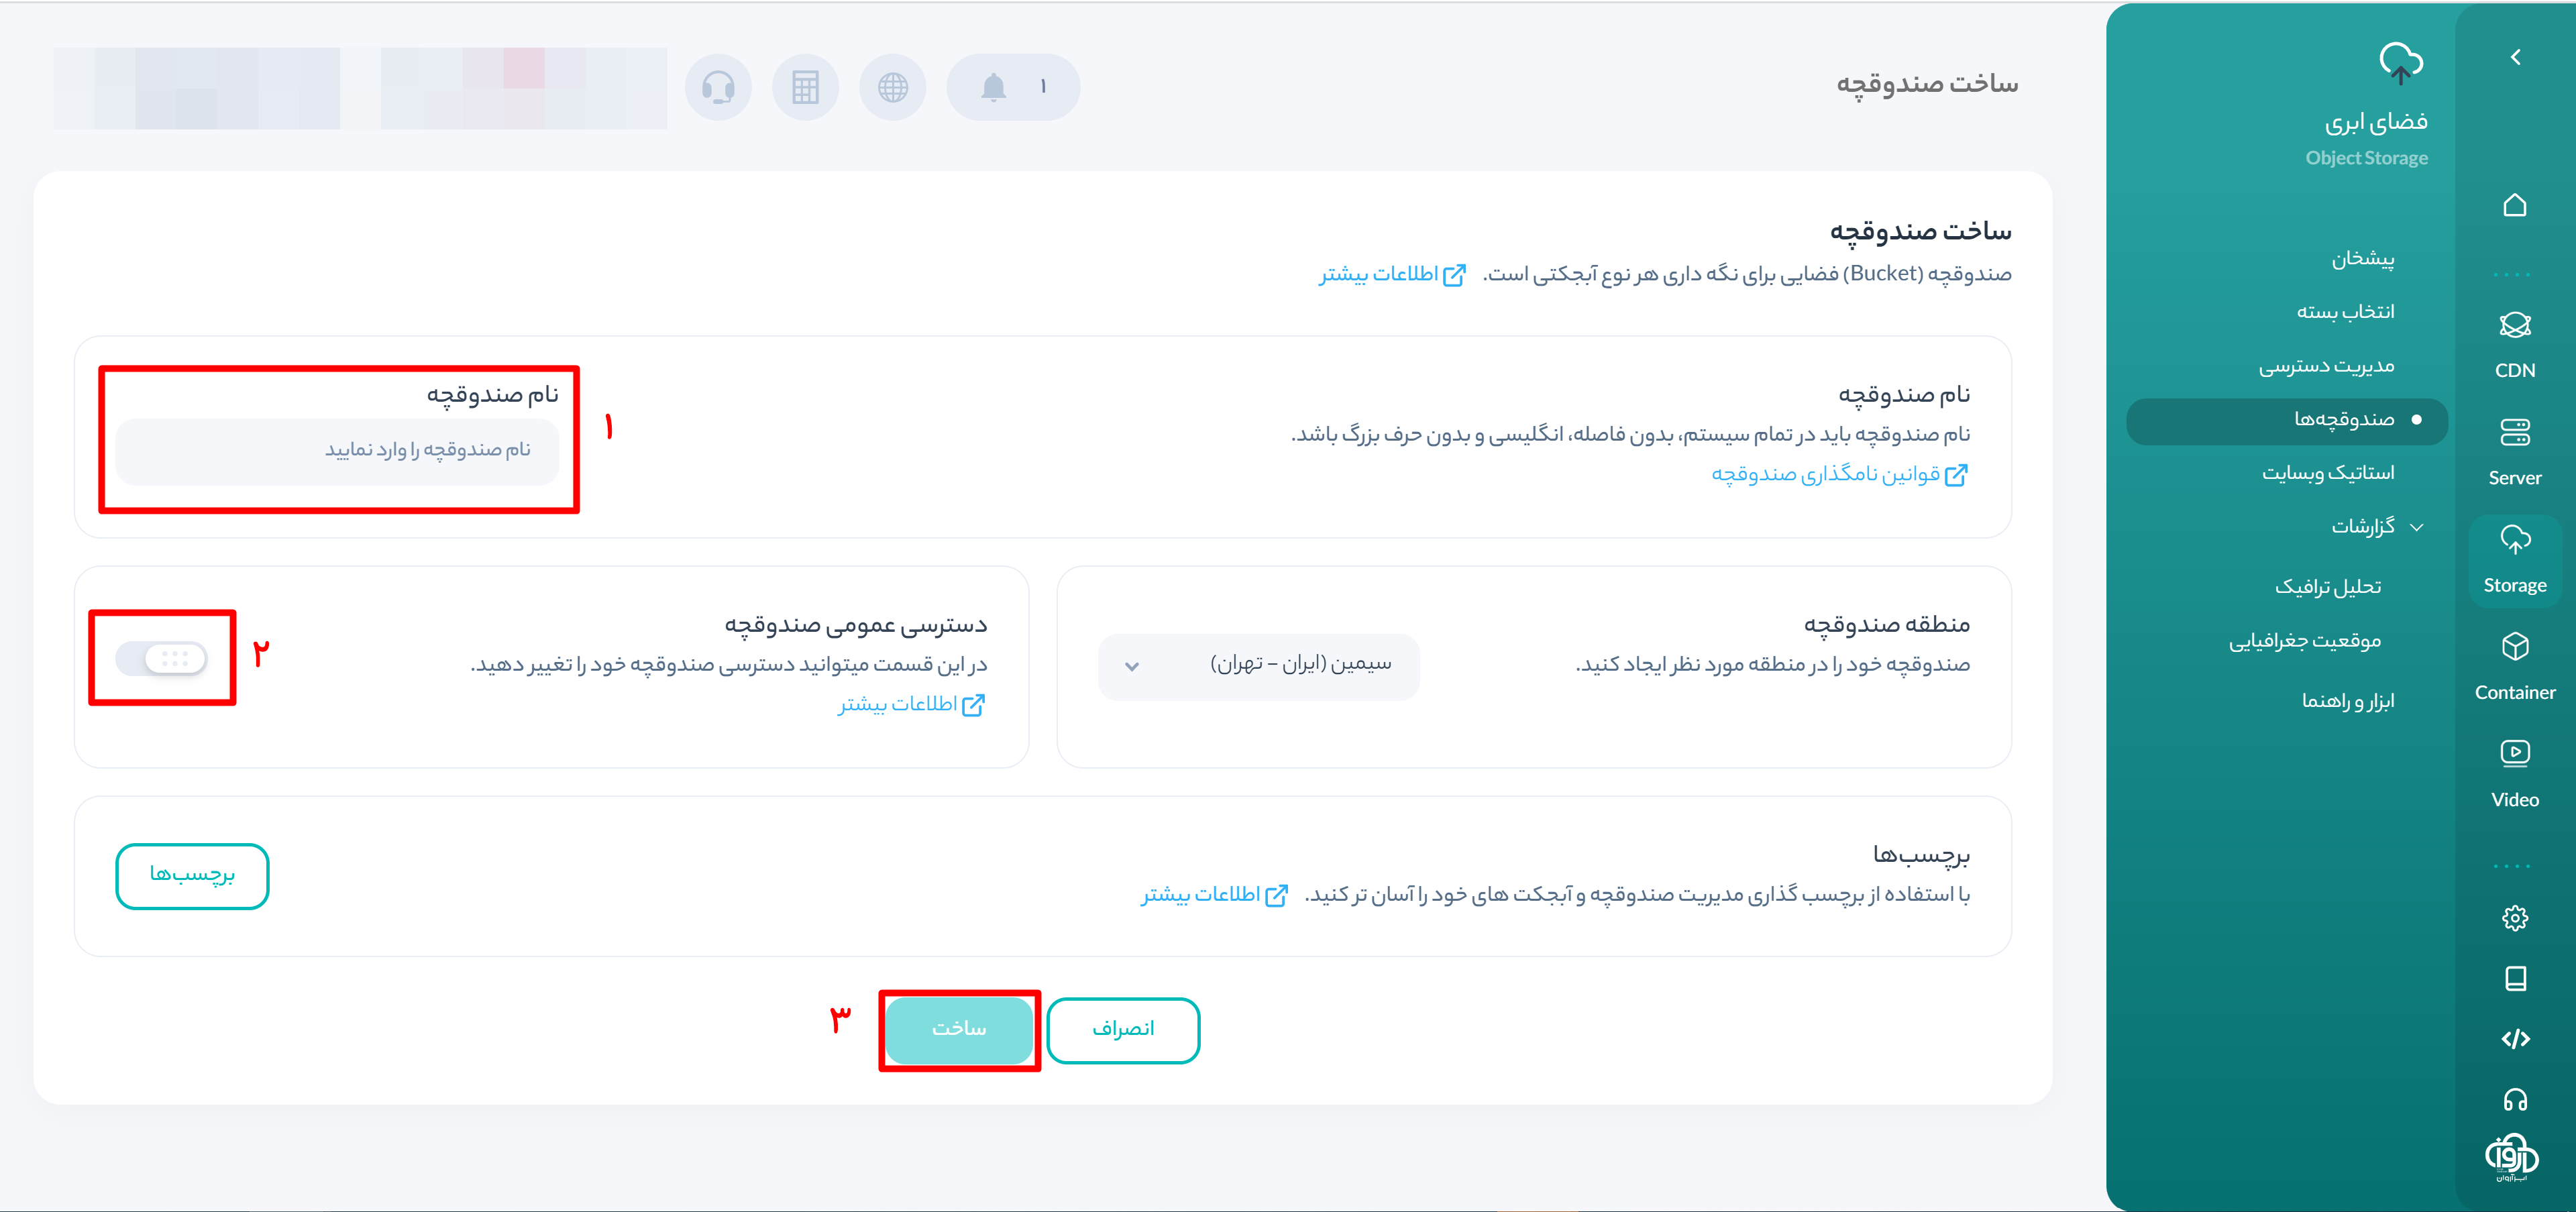 CDN
Server
Storage
Container
Video
ابرآروان
فضای ابری
Object Storage
پیشخان
انتخاب بسته
مدیریت دسترسی
صندوقچه‌ها
استاتیک وبسایت
گزارشات
تحلیل ترافیک
موقعیت جغرافیایی
ابزار و راهنما
ساخت صندوقچه
۱
ساخت صندوقچه
صندوقچه (Bucket) فضایی برای نگه داری هر نوع آبجکتی است. اطلاعات بیشتر
نام صندوقچه
نام صندوقچه باید در تمام سیستم، بدون فاصله، انگلیسی و بدون حرف بزرگ باشد.
قوانین نامگذاری صندوقچه
۱
نام صندوقچه
نام صندوقچه را وارد نمایید
منطقه صندوقچه
صندوقچه خود را در منطقه مورد نظر ایجاد کنید.
سیمین (ایران – تهران)
دسترسی عمومی صندوقچه
در این قسمت میتوانید دسترسی صندوقچه خود را تغییر دهید.
اطلاعات بیشتر
۲
برچسب‌ها
با استفاده از برچسب گذاری مدیریت صندوقچه و آبجکت های خود را آسان تر کنید. اطلاعات بیشتر
برچسب‌ها
انصراف
ساخت
۳